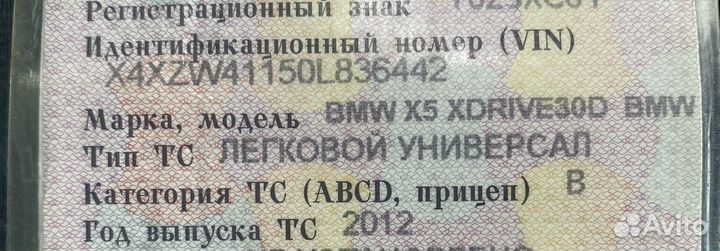 Регистрационный знак
Идентификационный номер (VIN)
X4XZW41150L836442
Марка, модель BMW X5 XDRIVE30D BMW
Тип ТС ЛЕГКОВОЙ УНИВЕРСАЛ
Категория ТС (ABCD, прицеп) B
Год выпуска ТС 2012
Avito